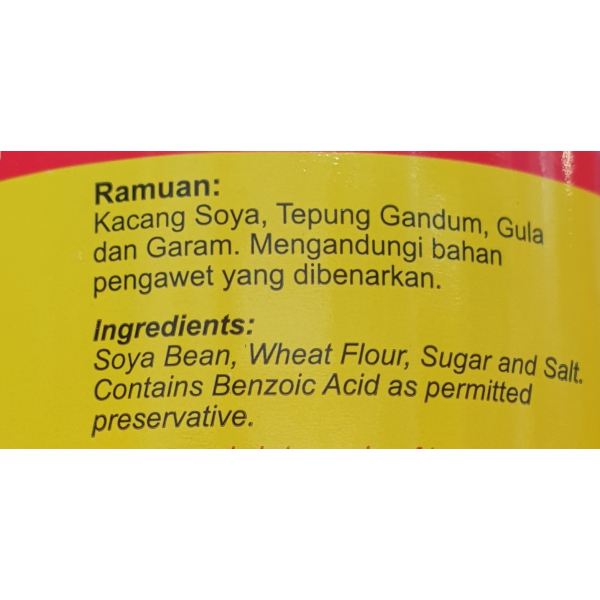 Ramuan:
Kacang Soya, Tepung Gandum, Gula
dan Garam. Mengandungi bahan
pengawet yang dibenarkan.
Ingredients:
Soya Bean, Wheat Flour, Sugar and Salt.
Contains Benzoic Acid as permitted
preservative.